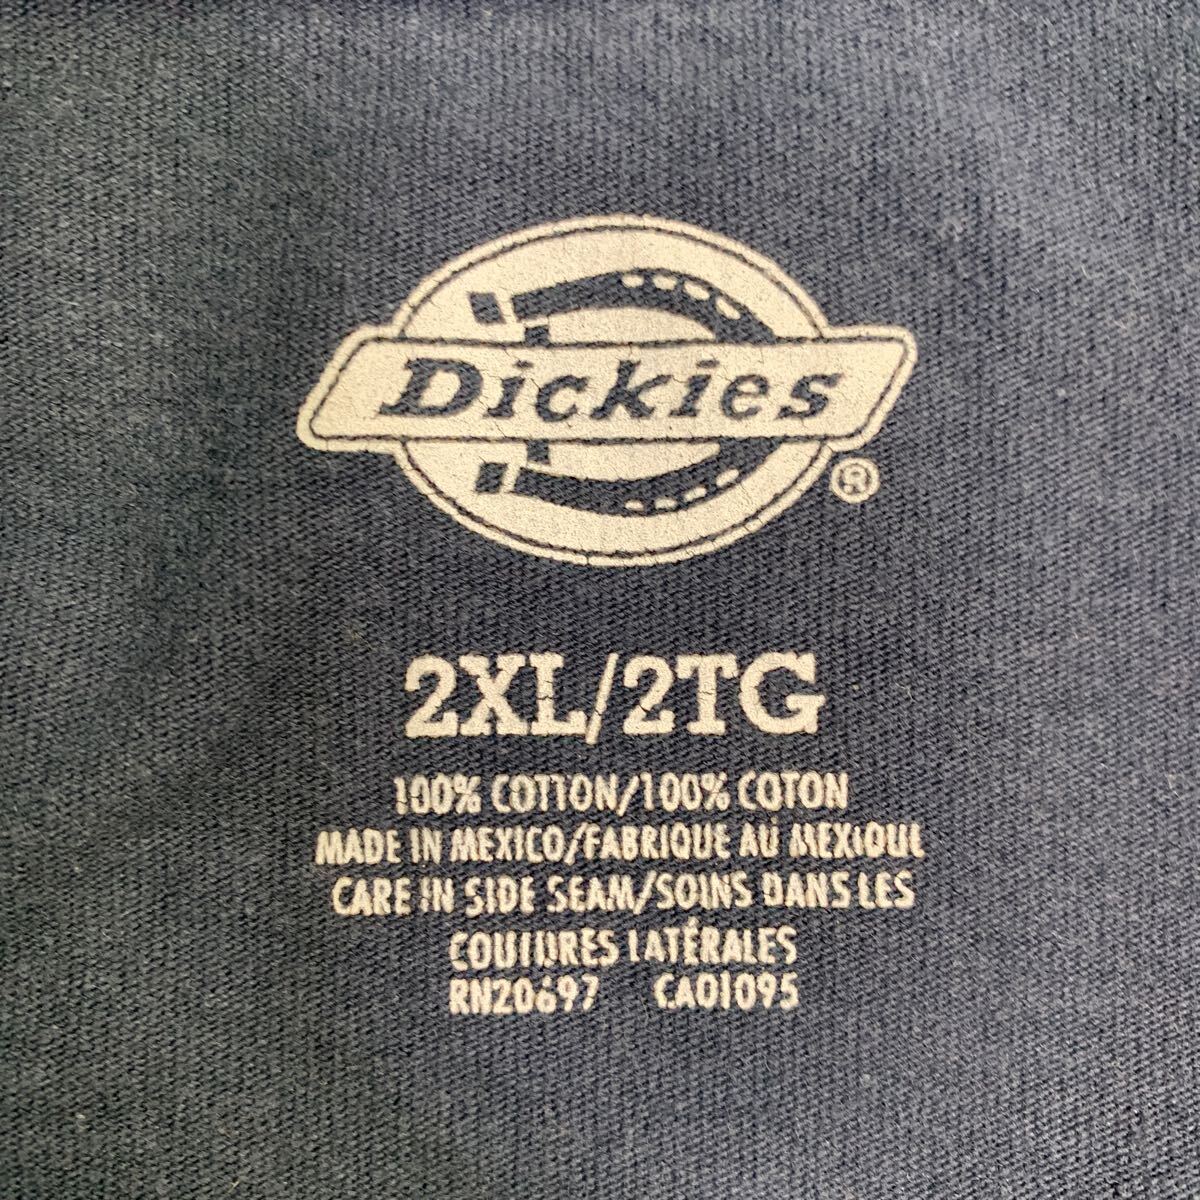 Dickies
®
2XL/2TG
100% COTTON/100% COTON
MADE IN MEXICO/FABRIQUE AU MEXIQUE
CARE IN SIDE SEAM/SOINS DANS LES
COUTURES LATÉRALES
RN20697 CA01095